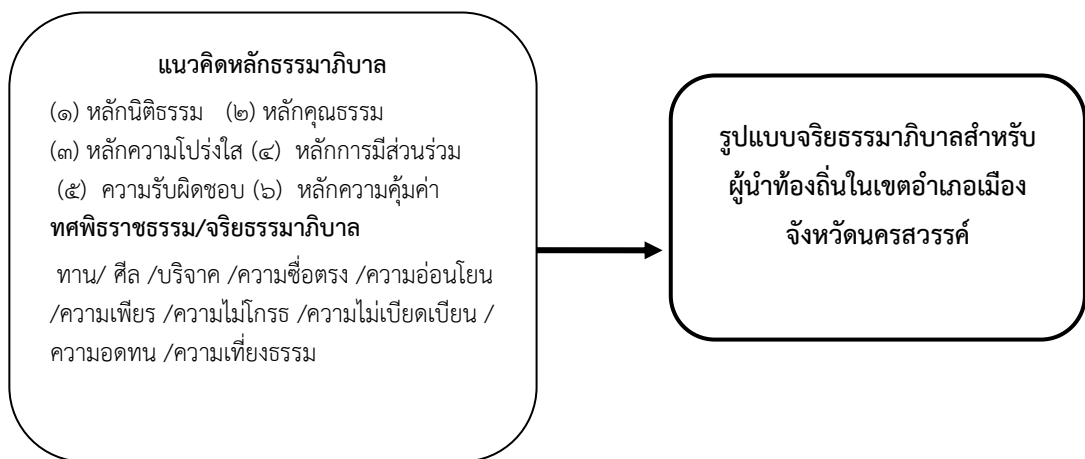 แนวคิดหลักธรรมาภิบาล
(๑) หลักนิติธรรม (๒) หลักคุณธรรม
(๓) หลักความโปร่งใส (๔) หลักการมีส่วนร่วม
(๕) ความรับผิดชอบ (๖) หลักความคุ้มค่า
ทศพิธราชธรรม/จริยธรรมาภิบาล
ทาน/ ศีล /บริจาค /ความซื่อตรง /ความอ่อนโยน
/ความเพียร /ความไม่โกรธ /ความไม่เบียดเบียน /
ความอดทน /ความเที่ยงธรรม
รูปแบบจริยธรรมาภิบาลสำหรับ
ผู้นำท้องถิ่นในเขตอำเภอเมือง
จังหวัดนครสวรรค์